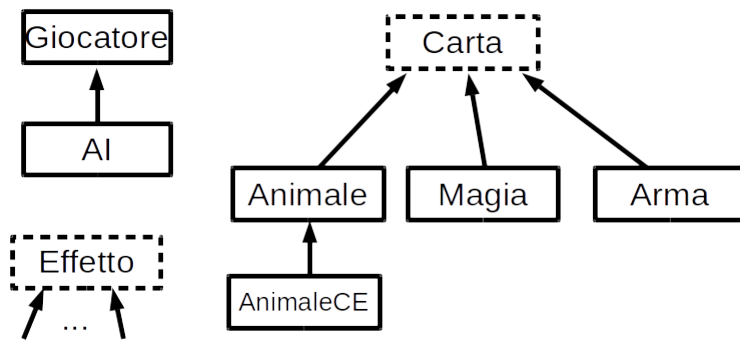 Giocatore
Carta
AI
Animale
Magia
Arma
Effetto
AnimaleCE
...